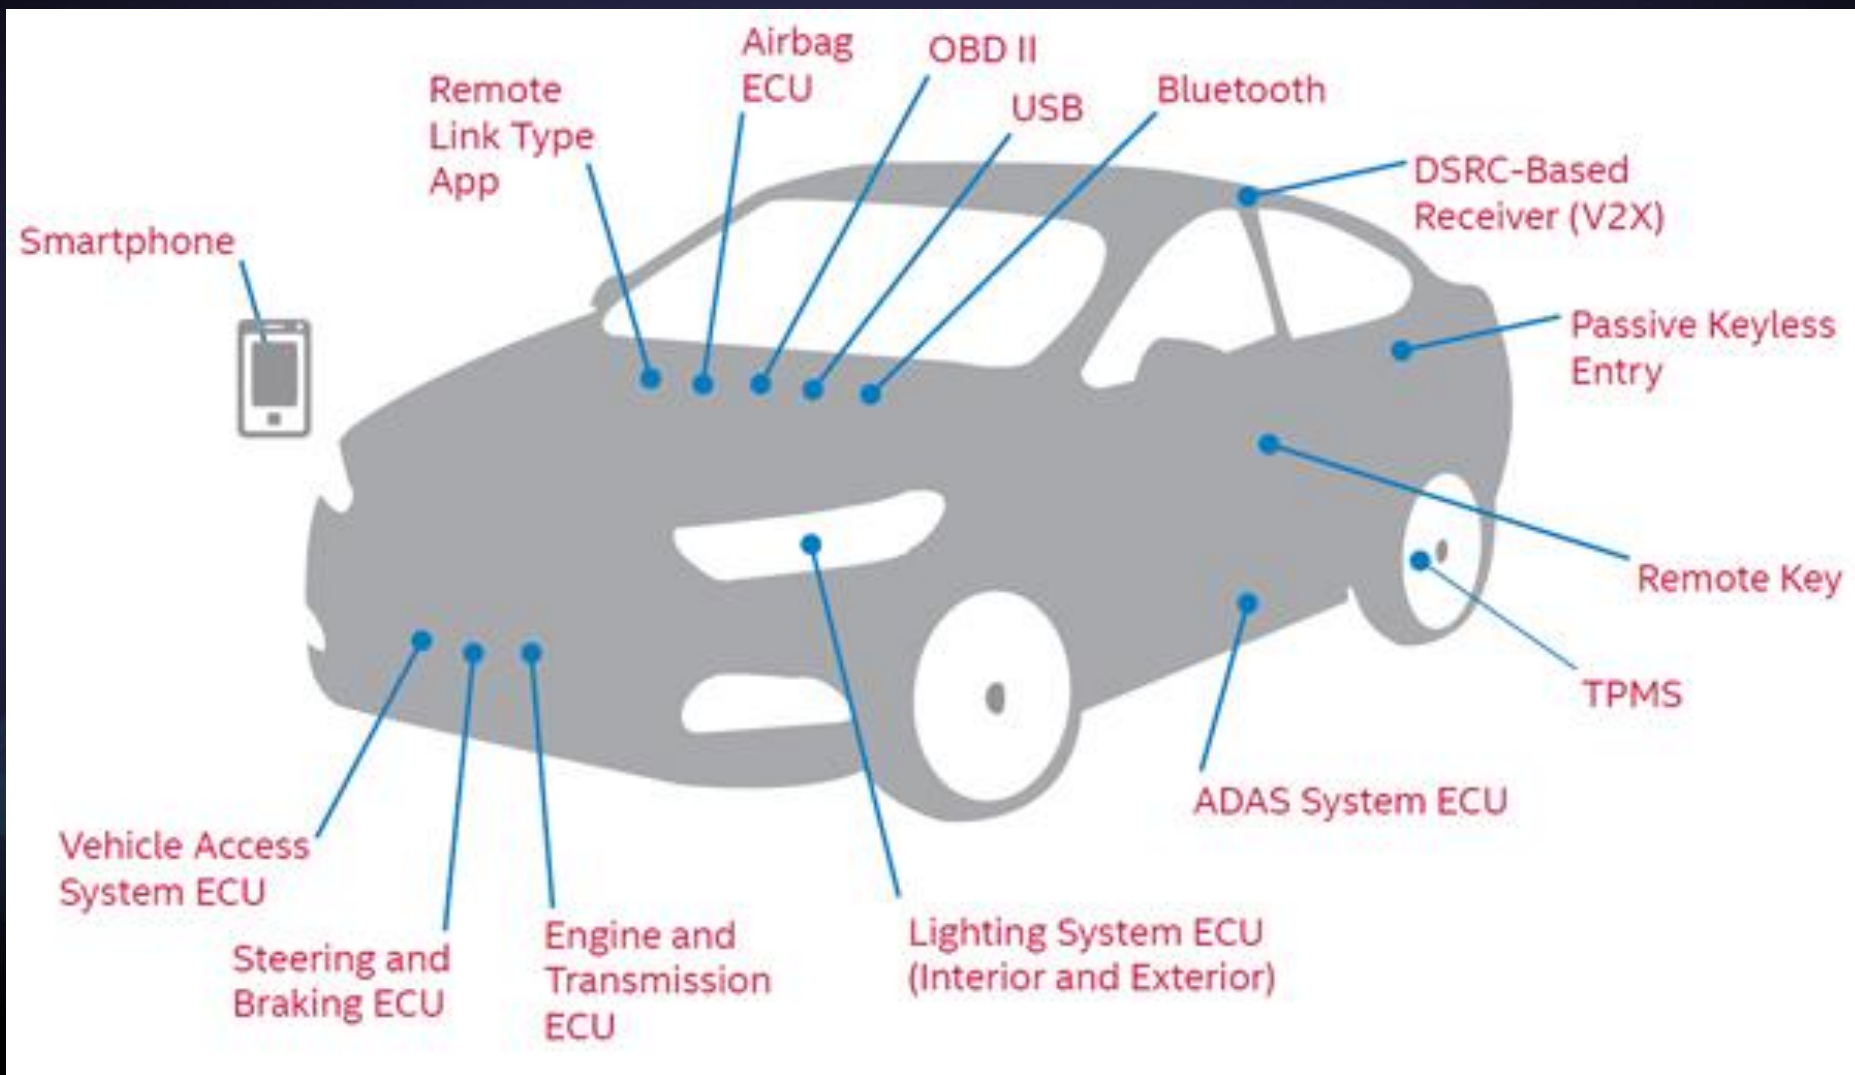 Airbag
ECU
OBD II
Remote
Link Type
App
USB
Bluetooth
DSRC-Based
Receiver (V2X)
Smartphone
Passive Keyless
Entry
Remote Key
TPMS
ADAS System ECU
Vehicle Access
System ECU
Steering and
Braking ECU
Engine and
Transmission
ECU
Lighting System ECU
(Interior and Exterior)